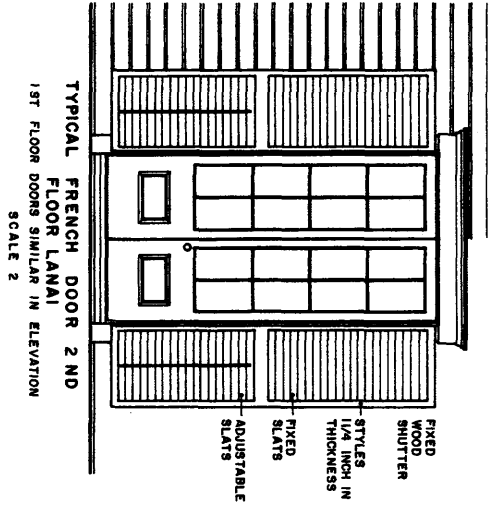 FIXED
WOOD
SHUTTER
STYLES
1 1/4 INCH IN
THICKNESS
FIXED
SLATS
ADJUSTABLE
SLATS
TYPICAL FRENCH DOOR 2 ND
FLOOR LANAI
1ST FLOOR DOORS SIMILAR IN ELEVATION
SCALE 2